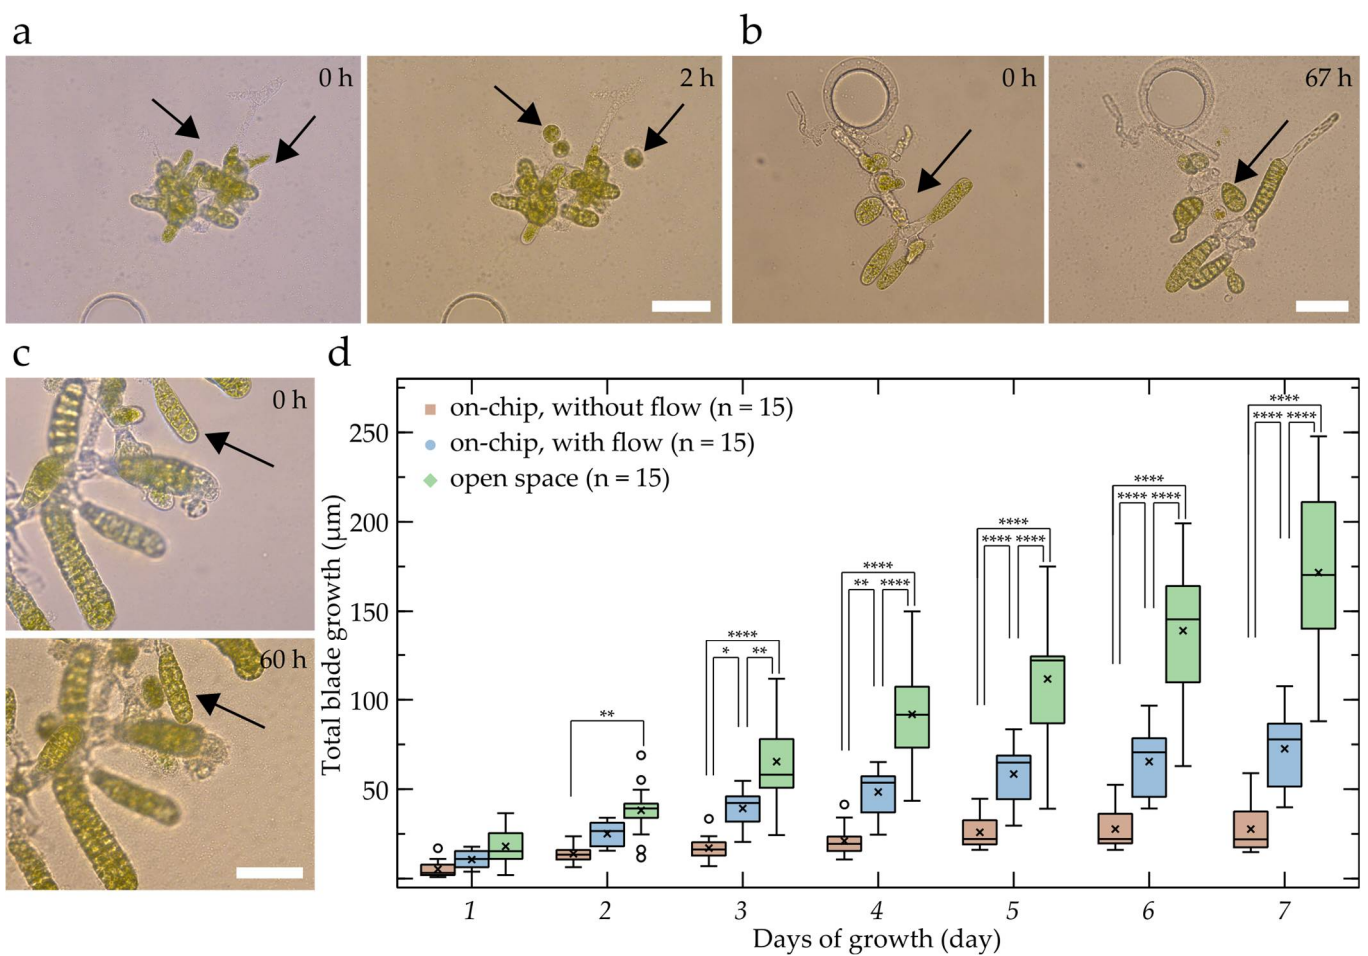 a
b
0 h
2 h
0 h
67 h
c
d
0 h
60 h
on-chip, without flow (n = 15)
on-chip, with flow (n = 15)
open space (n = 15)
Total blade growth (μm)
250
200
150
100
50
**
****
* **
****
** ****
****
**** ****
****
**** ****
****
**** ****
1 2 3 4 5 6 7
Days of growth (day)